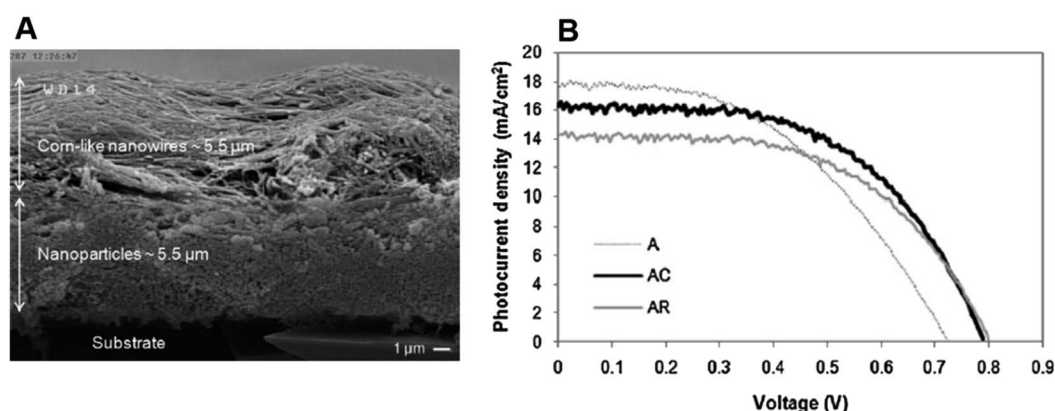 A
207 12:26:47
WD14
Corn-like nanowires ~ 5.5 µm
Nanoparticles ~ 5.5 µm
Substrate
1 µm
B
Photocurrent density (mA/cm²)
20
18
16
14
12
10
8
6
4
2
0
A
AC
AR
0 0.1 0.2 0.3 0.4 0.5 0.6 0.7 0.8 0.9
Voltage (V)